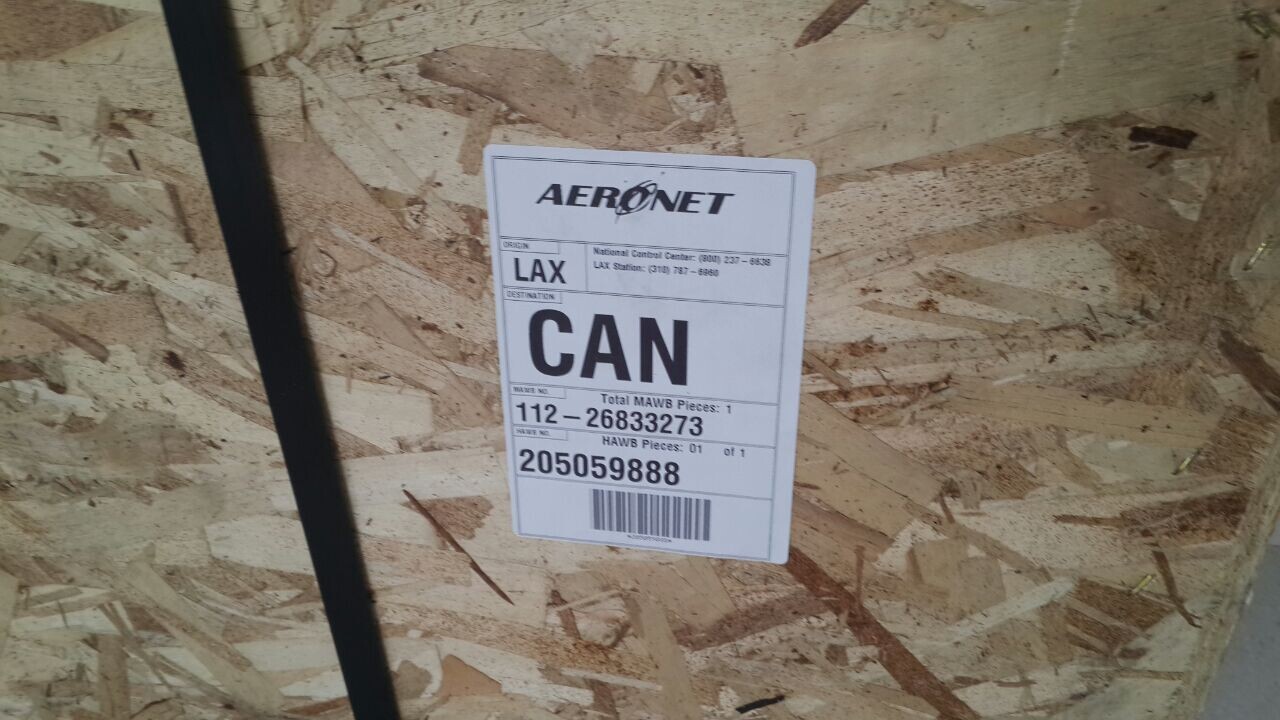 AERONET
ORIGIN
LAX
National Control Center: (800) 237-6638
LAX Station: (310) 787-6960
DESTINATION
CAN
MAWB NO.
Total MAWB Pieces: 1
112-26833273
HAWB NO.
HAWB Pieces: 01 of 1
205059888